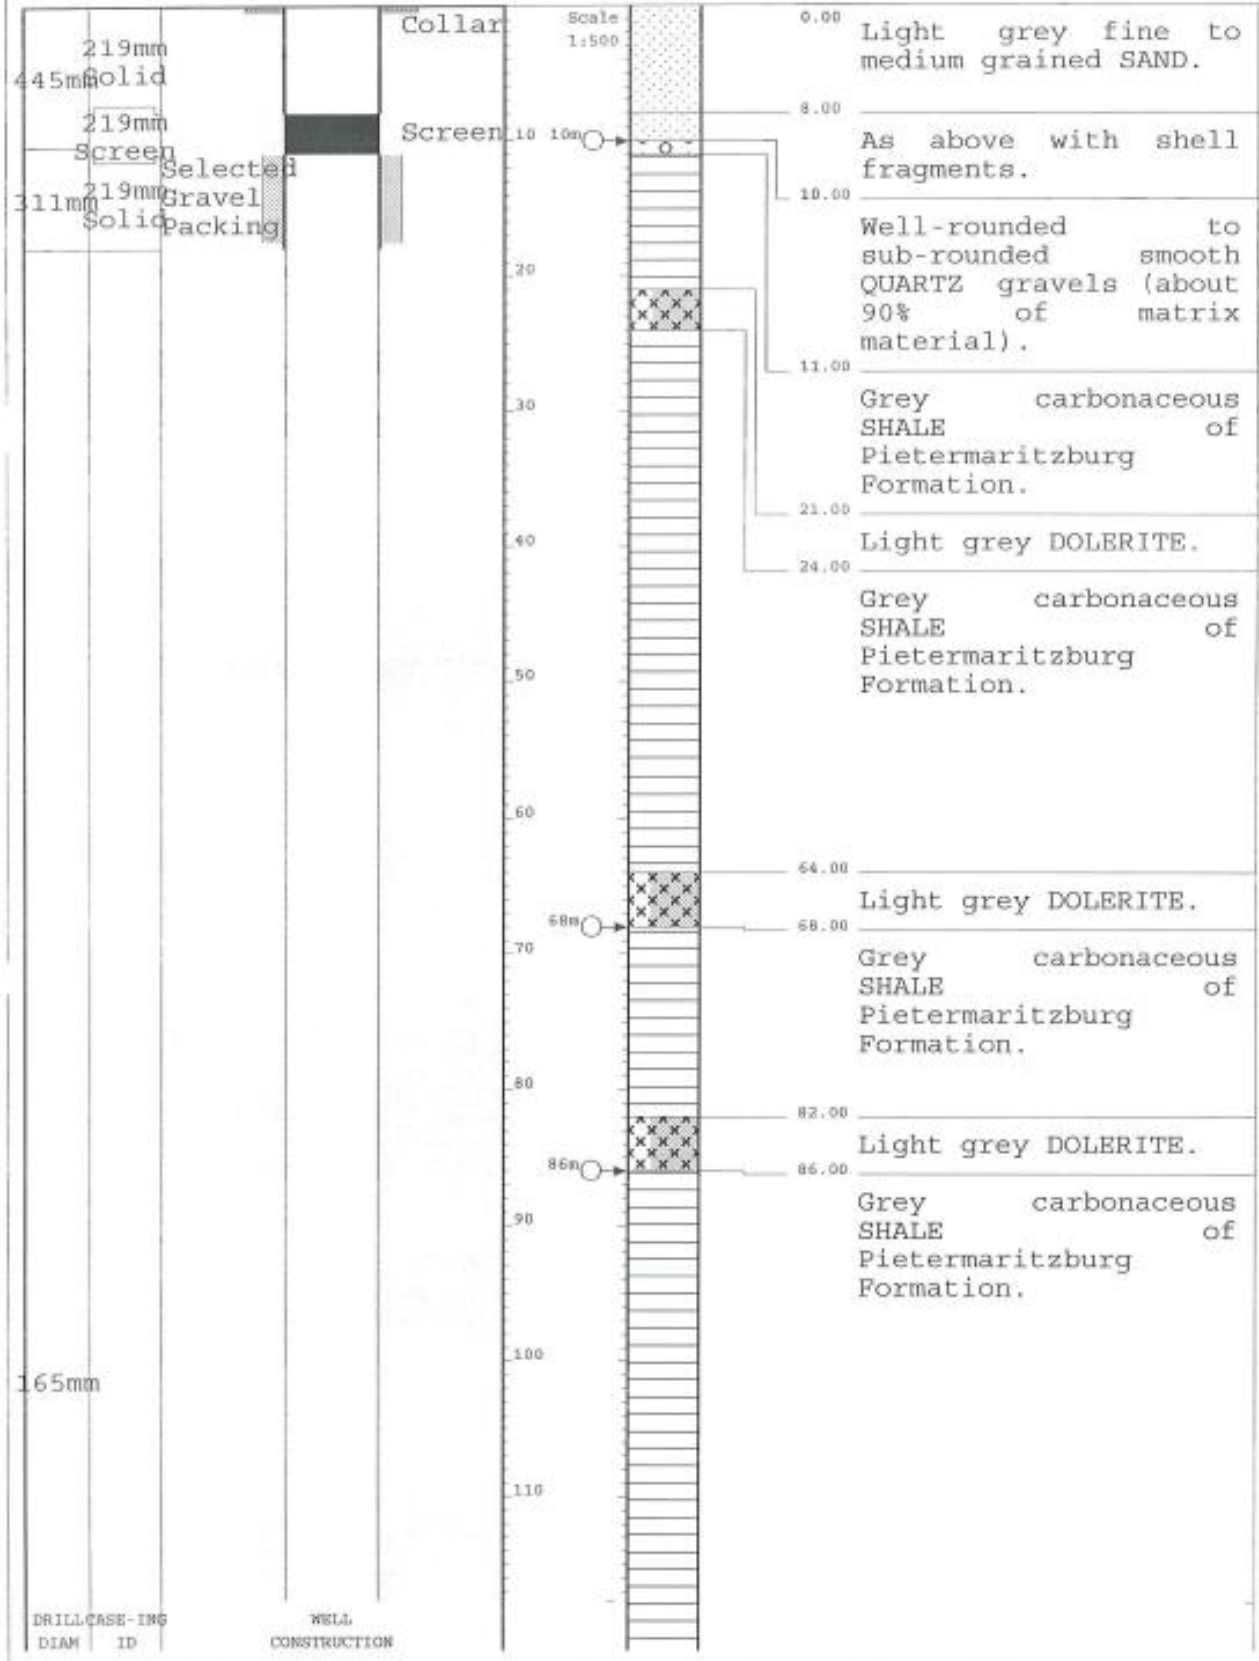 Collar
Scale
1:500
0.00
Light grey fine to
medium grained SAND.
219mm
Solid
445mm
8.00
219mm
Screen
Screen
10
10m
As above with shell
fragments.
10.00
Selected
Gravel
Packing
219mm
Solid
311mm
Well-rounded to
sub-rounded smooth
QUARTZ gravels (about
90% of matrix
material).
11.00
20
Grey carbonaceous
SHALE of
Pietermaritzburg
Formation.
21.00
30
Light grey DOLERITE.
24.00
40
Grey carbonaceous
SHALE of
Pietermaritzburg
Formation.
50
60
64.00
Light grey DOLERITE.
68m
68.00
70
Grey carbonaceous
SHALE of
Pietermaritzburg
Formation.
80
82.00
Light grey DOLERITE.
86m
86.00
90
Grey carbonaceous
SHALE of
Pietermaritzburg
Formation.
100
165mm
110
DRILL
DIAM
CASE-ING
ID
WELL
CONSTRUCTION